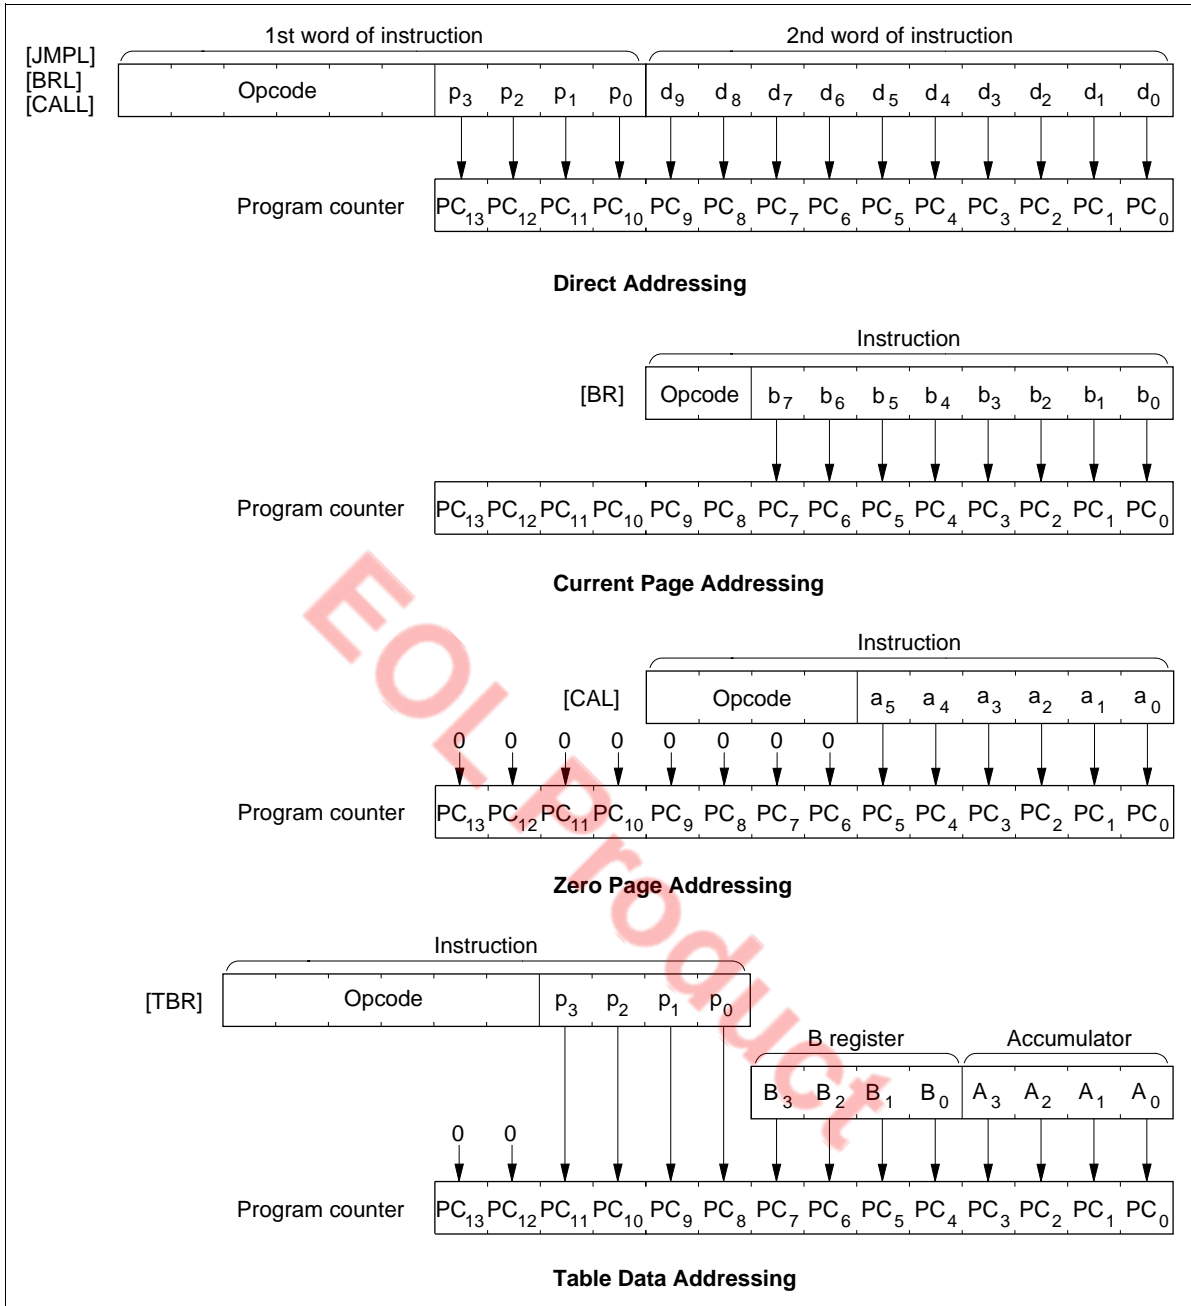 1st word of instruction 2nd word of instruction
[JMPL]
[BRL]
[CALL]
Opcode p3 p2 p1 p0 d9 d8 d7 d6 d5 d4 d3 d2 d1 d0
Program counter PC13 PC12 PC11 PC10 PC9 PC8 PC7 PC6 PC5 PC4 PC3 PC2 PC1 PC0
Direct Addressing
Instruction
[BR] Opcode b7 b6 b5 b4 b3 b2 b1 b0
Program counter PC13 PC12 PC11 PC10 PC9 PC8 PC7 PC6 PC5 PC4 PC3 PC2 PC1 PC0
Current Page Addressing
Instruction
[CAL] Opcode a5 a4 a3 a2 a1 a0
0 0 0 0 0 0 0 0
Program counter PC13 PC12 PC11 PC10 PC9 PC8 PC7 PC6 PC5 PC4 PC3 PC2 PC1 PC0
Zero Page Addressing
Instruction
[TBR] Opcode p3 p2 p1 p0
B register Accumulator
B3 B2 B1 B0 A3 A2 A1 A0
0 0
Program counter PC13 PC12 PC11 PC10 PC9 PC8 PC7 PC6 PC5 PC4 PC3 PC2 PC1 PC0
Table Data Addressing
EOL Product